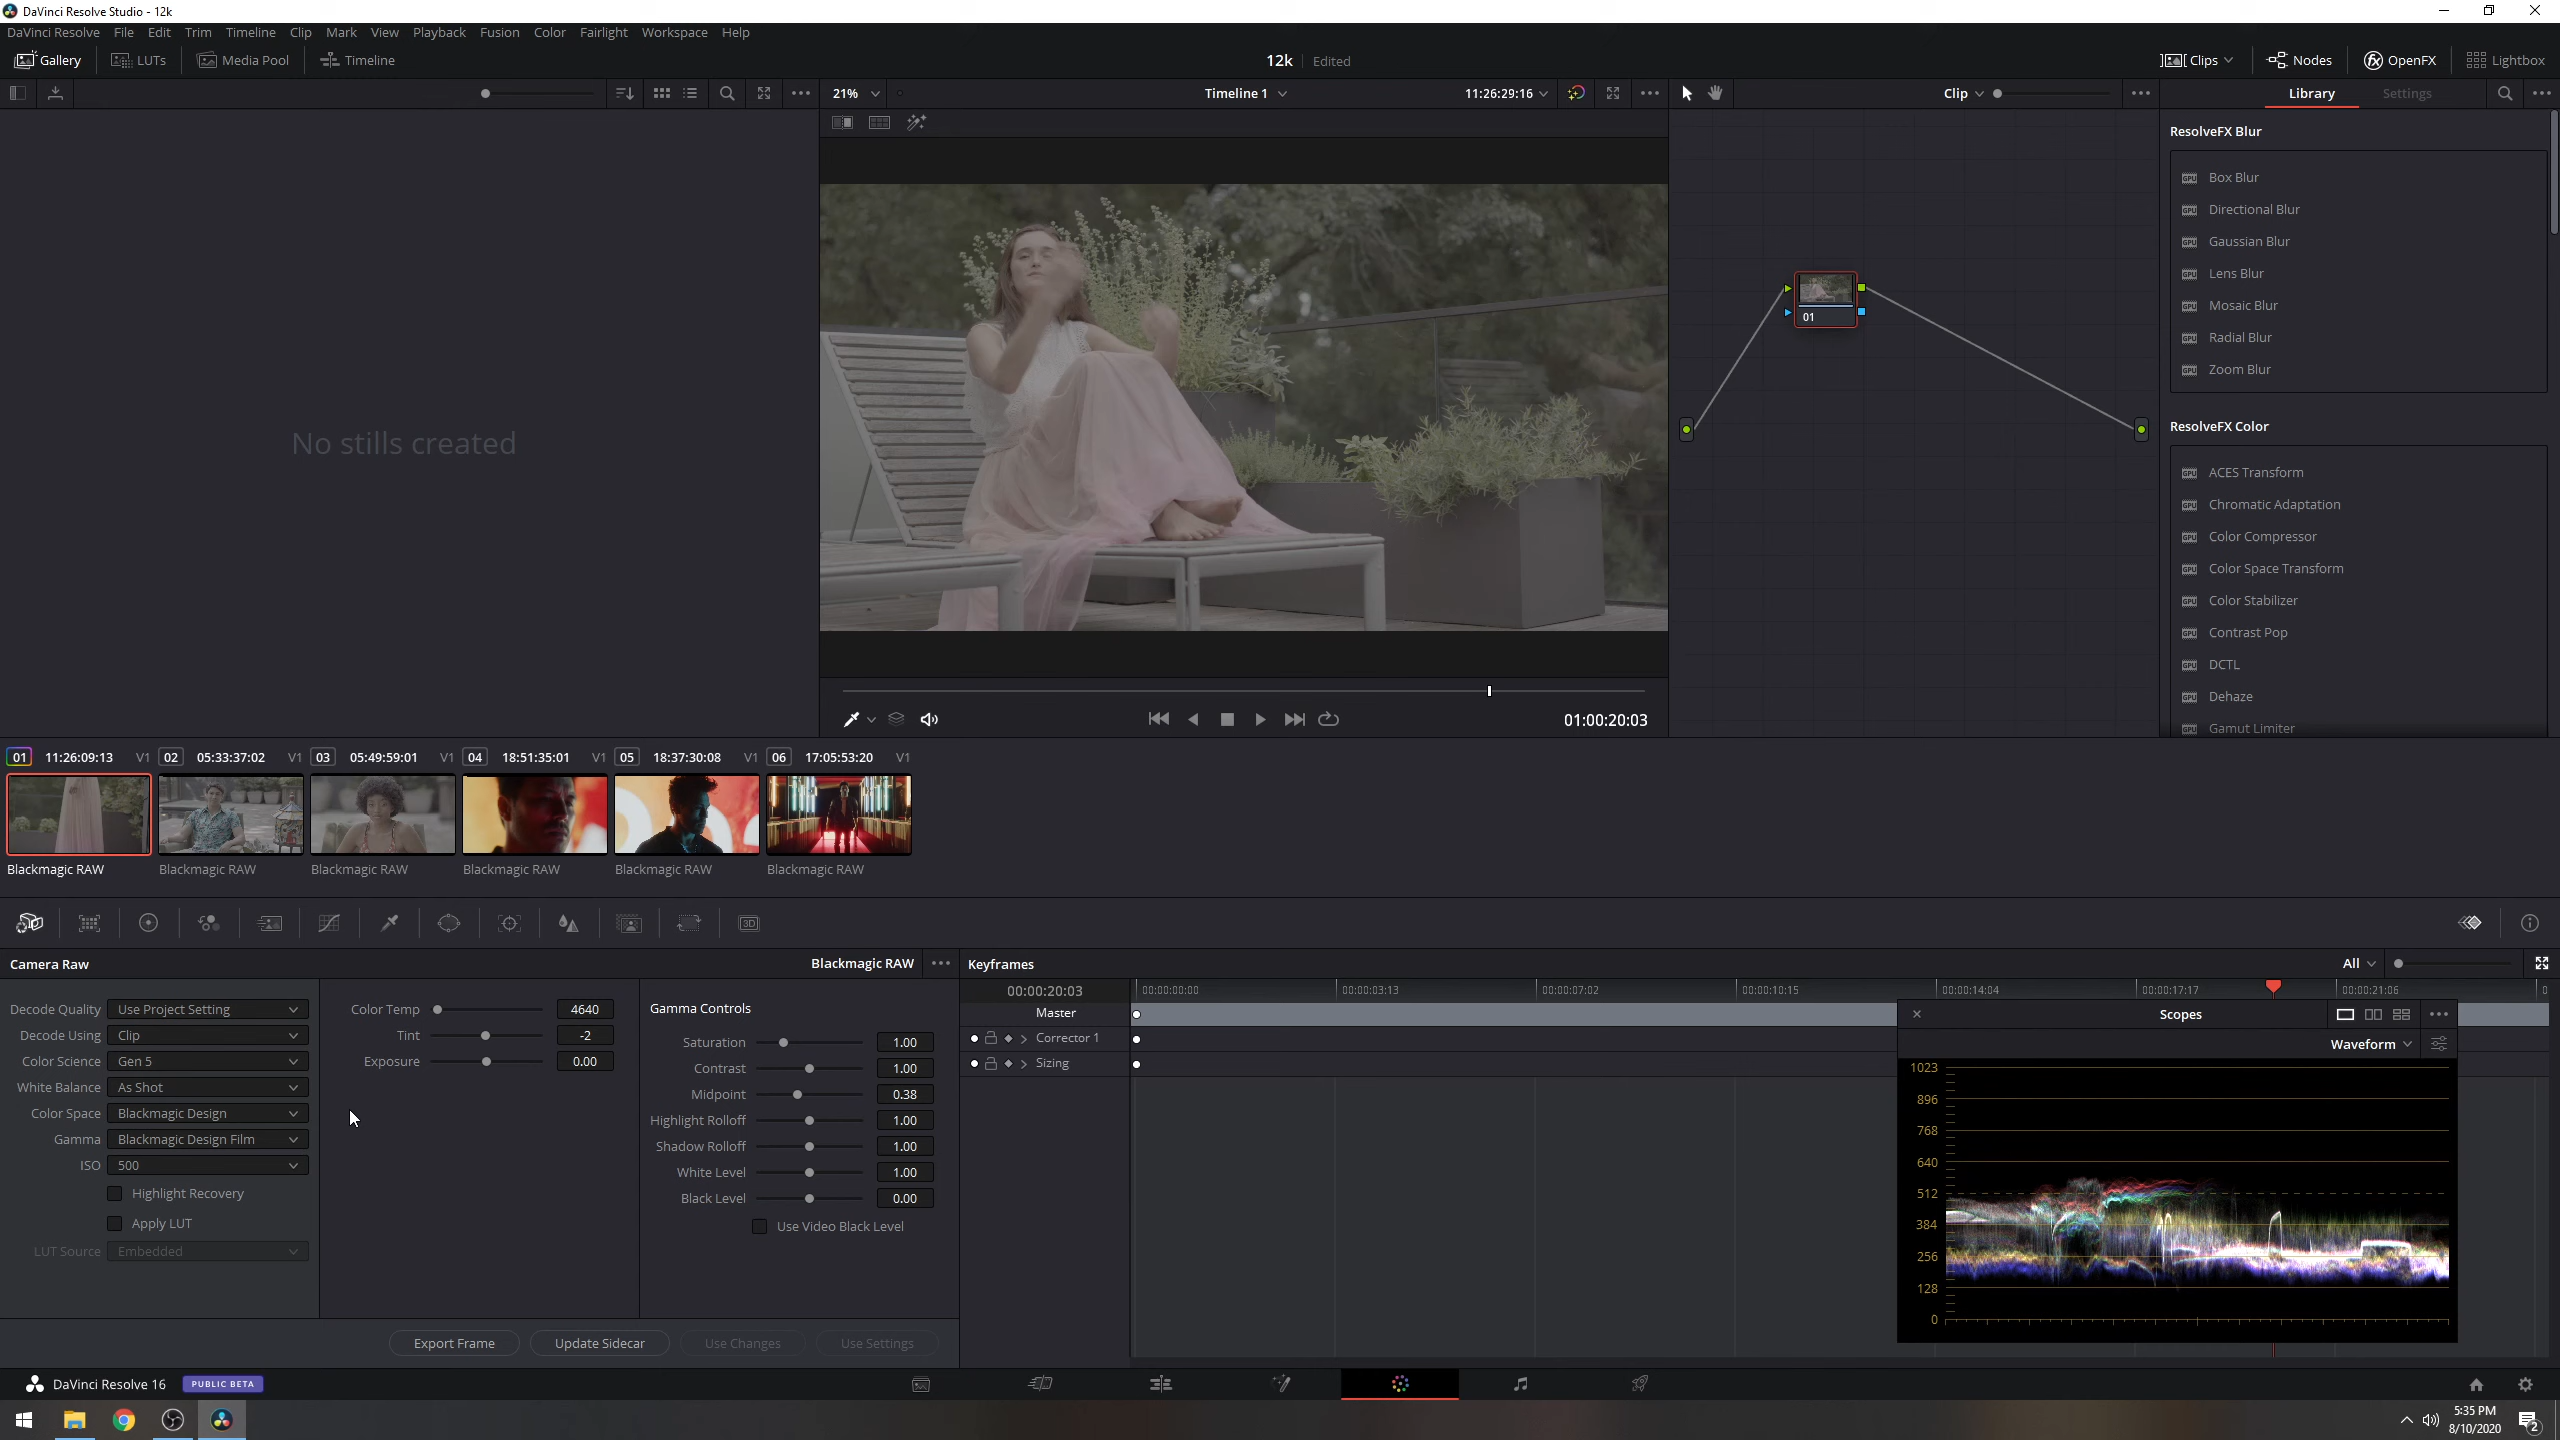 DaVinci Resolve Studio - 12k
DaVinci Resolve File Edit Trim Timeline Clip Mark View Playback Fusion Color Fairlight Workspace Help
Gallery LUTs Media Pool Timeline 12k Edited Clips Nodes OpenFX Lightbox
21% Timeline 1 11:26:29:16 Clip Library Settings
ResolveFX Blur
Box Blur
Directional Blur
Gaussian Blur
Lens Blur
Mosaic Blur
Radial Blur
Zoom Blur
ResolveFX Color
ACES Transform
Chromatic Adaptation
Color Compressor
Color Space Transform
Color Stabilizer
Contrast Pop
DCTL
Dehaze
Gamut Limiter
01
No stills created
01:00:20:03
01 11:26:09:13 V1 02 05:33:37:02 V1 03 05:49:59:01 V1 04 18:51:35:01 V1 05 18:37:30:08 V1 06 17:05:53:20 V1
Blackmagic RAW Blackmagic RAW Blackmagic RAW Blackmagic RAW Blackmagic RAW Blackmagic RAW
3D
Camera Raw Blackmagic RAW
Decode Quality Use Project Setting
Decode Using Clip
Color Science Gen 5
White Balance As Shot
Color Space Blackmagic Design
Gamma Blackmagic Design Film
ISO 500
Highlight Recovery
Apply LUT
LUT Source Embedded
Color Temp 4640
Tint -2
Exposure 0.00
Gamma Controls
Saturation 1.00
Contrast 1.00
Midpoint 0.38
Highlight Rolloff 1.00
Shadow Rolloff 1.00
White Level 1.00
Black Level 0.00
Use Video Black Level
Export Frame Update Sidecar Use Changes Use Settings
Keyframes All
00:00:20:03 00:00:00:00 00:00:03:13 00:00:07:02 00:00:10:15 00:00:14:04 00:00:17:17 00:00:21:06
Master
Corrector 1
Sizing
Scopes
Waveform
1023
896
768
640
512
384
256
128
0
DaVinci Resolve 16 PUBLIC BETA
5:35 PM
8/10/2020
2